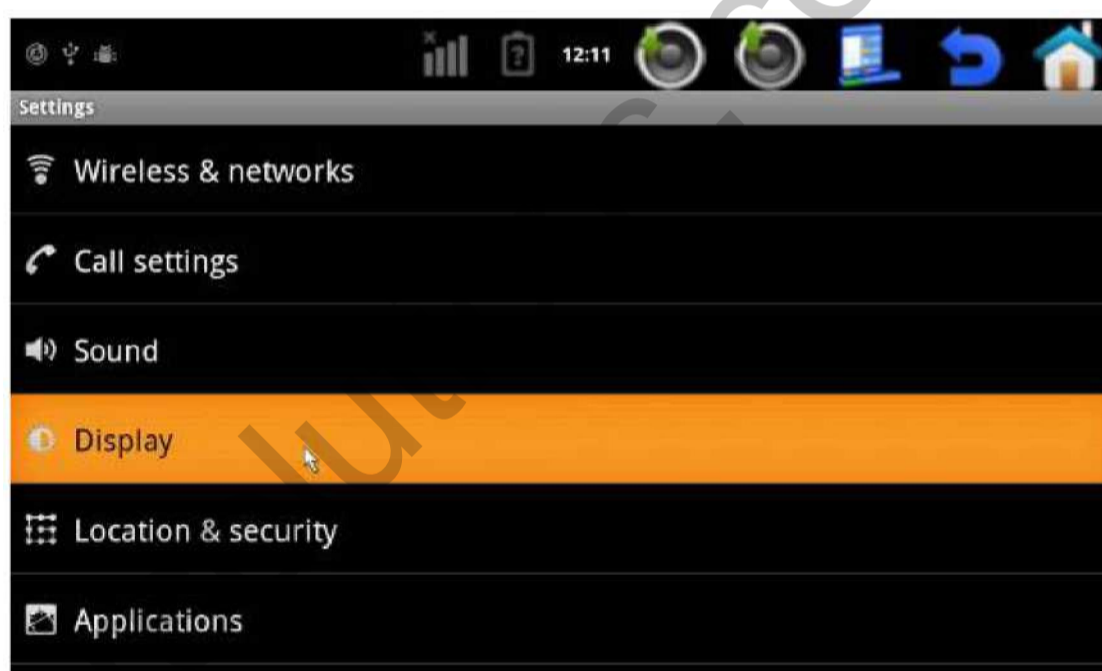 12:11
Settings
Wireless & networks
Call settings
Sound
Display
Location & security
Applications